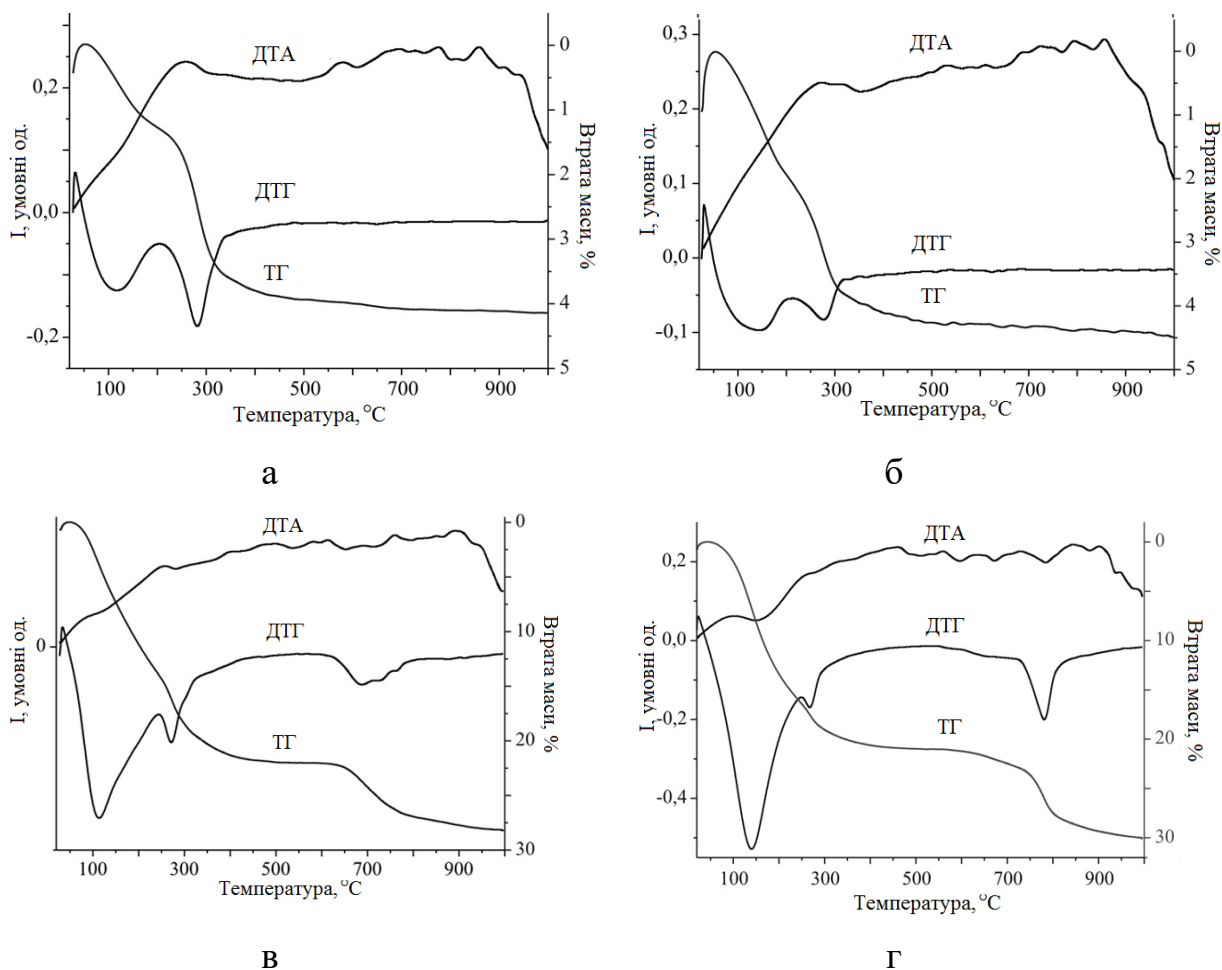 ДТА
ДТГ
ТГ
0,2
0,0
-0,2
0
1
2
3
4
5
100
300
500
700
900
I, умовні од.
Втрата маси, %
Температура, °C
а
ДТА
ДТГ
ТГ
0,3
0,2
0,1
0,0
-0,1
0
1
2
3
4
5
100
300
500
700
900
I, умовні од.
Втрата маси, %
Температура, °C
б
ДТА
ДТГ
ТГ
0
0
10
15
20
25
30
100
300
500
700
900
I, умовні од.
Втрата маси, %
Температура, °C
в
ДТА
ДТГ
ТГ
0,2
0,0
-0,2
-0,4
0
10
20
30
100
300
500
700
900
I, умовні од.
Втрата маси, %
Температура, °C
г